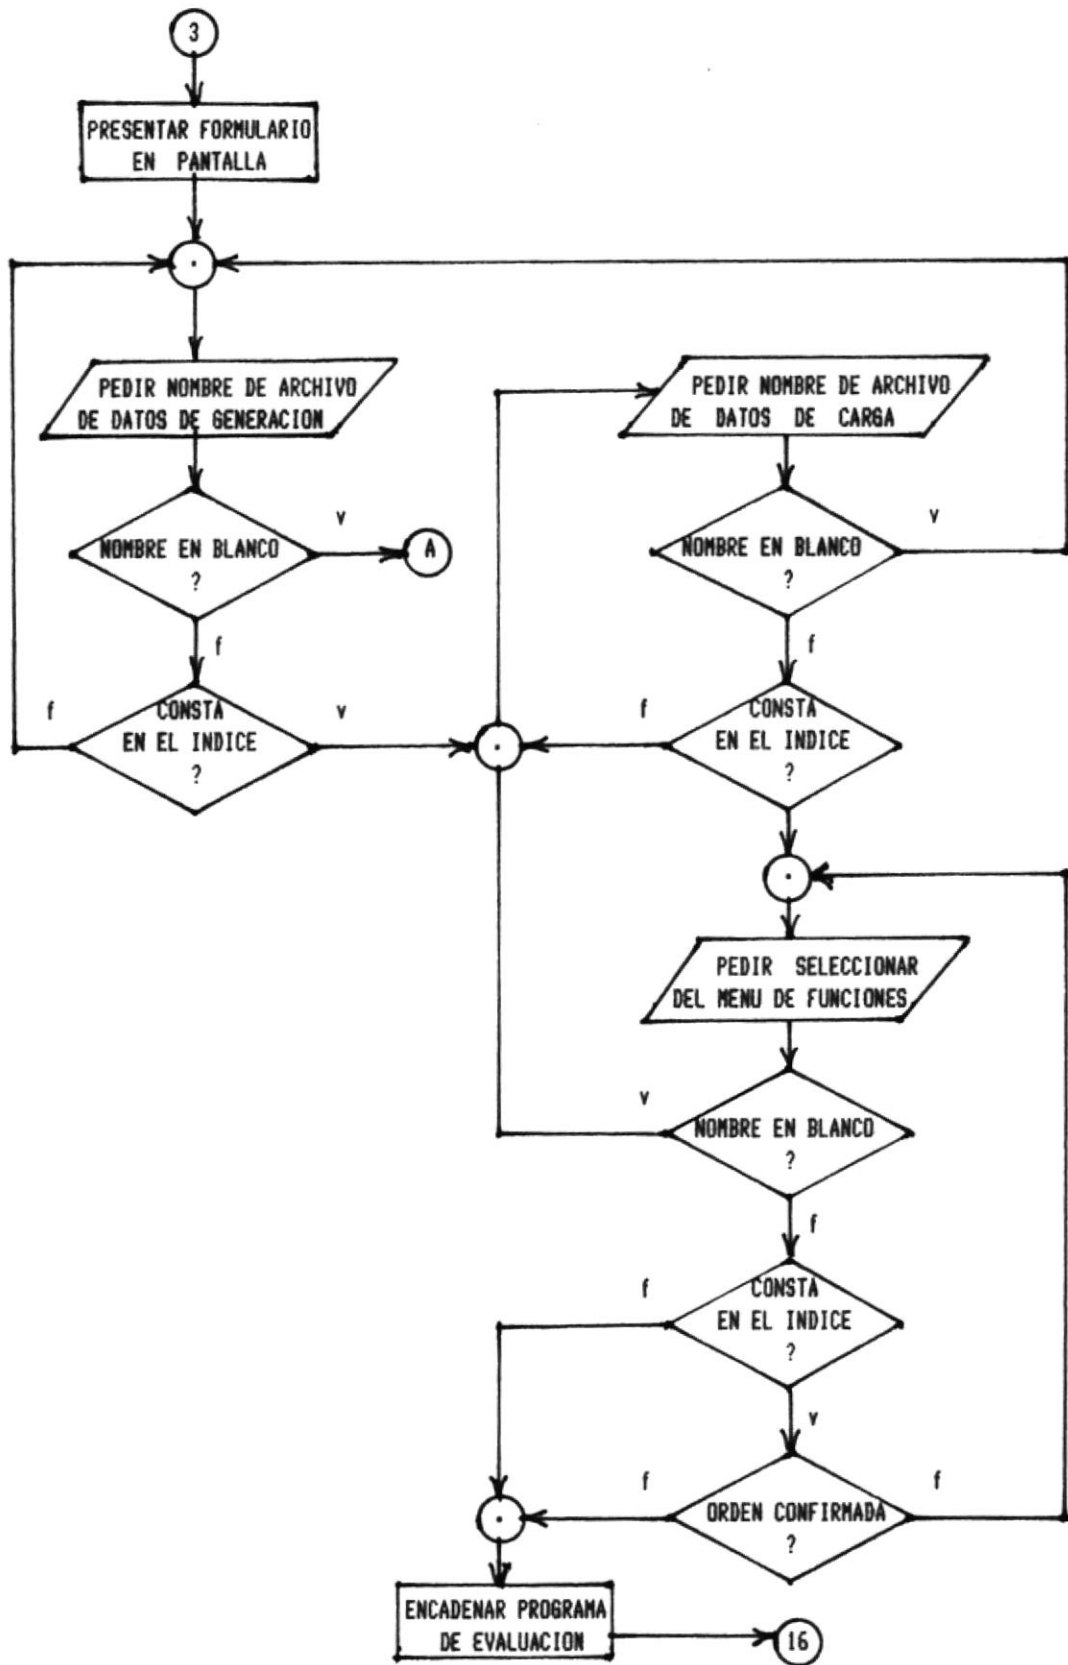 3
PRESENTAR FORMULARIO
EN PANTALLA
PEDIR NOMBRE DE ARCHIVO
DE DATOS DE GENERACION
NOMBRE EN BLANCO
?
v
A
f
CONSTA
EN EL INDICE
?
f
v
PEDIR NOMBRE DE ARCHIVO
DE DATOS DE CARGA
NOMBRE EN BLANCO
?
v
f
CONSTA
EN EL INDICE
?
f
PEDIR SELECCIONAR
DEL MENU DE FUNCIONES
NOMBRE EN BLANCO
?
v
f
CONSTA
EN EL INDICE
?
f
v
ORDEN CONFIRMADA
?
f
f
ENCADENAR PROGRAMA
DE EVALUACION
16